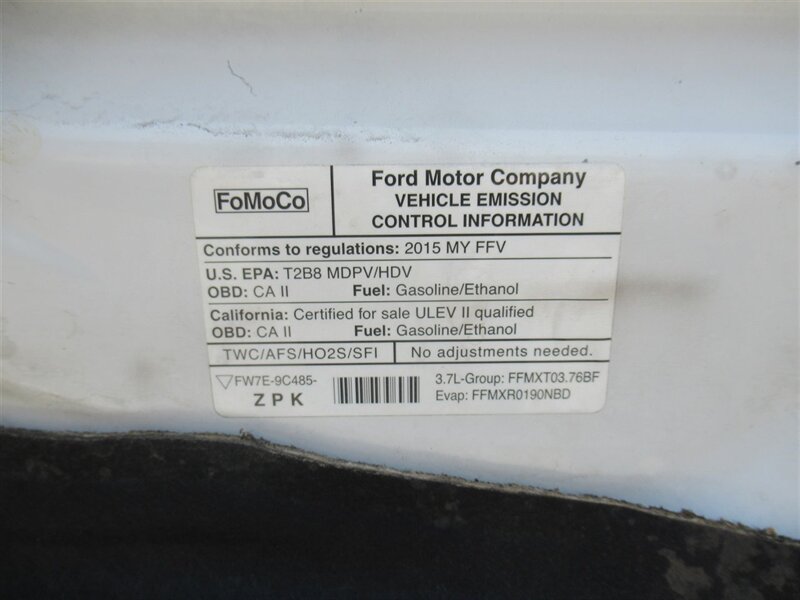 FoMoCo
Ford Motor Company
VEHICLE EMISSION
CONTROL INFORMATION
Conforms to regulations: 2015 MY FFV
U.S. EPA: T2B8 MDPV/HDV
OBD: CA II Fuel: Gasoline/Ethanol
California: Certified for sale ULEV II qualified
OBD: CA II Fuel: Gasoline/Ethanol
TWC/AFS/HO2S/SFI No adjustments needed.
FW7E-9C485-
Z P K
3.7L-Group: FFMXT03.76BF
Evap: FFMXR0190NBD